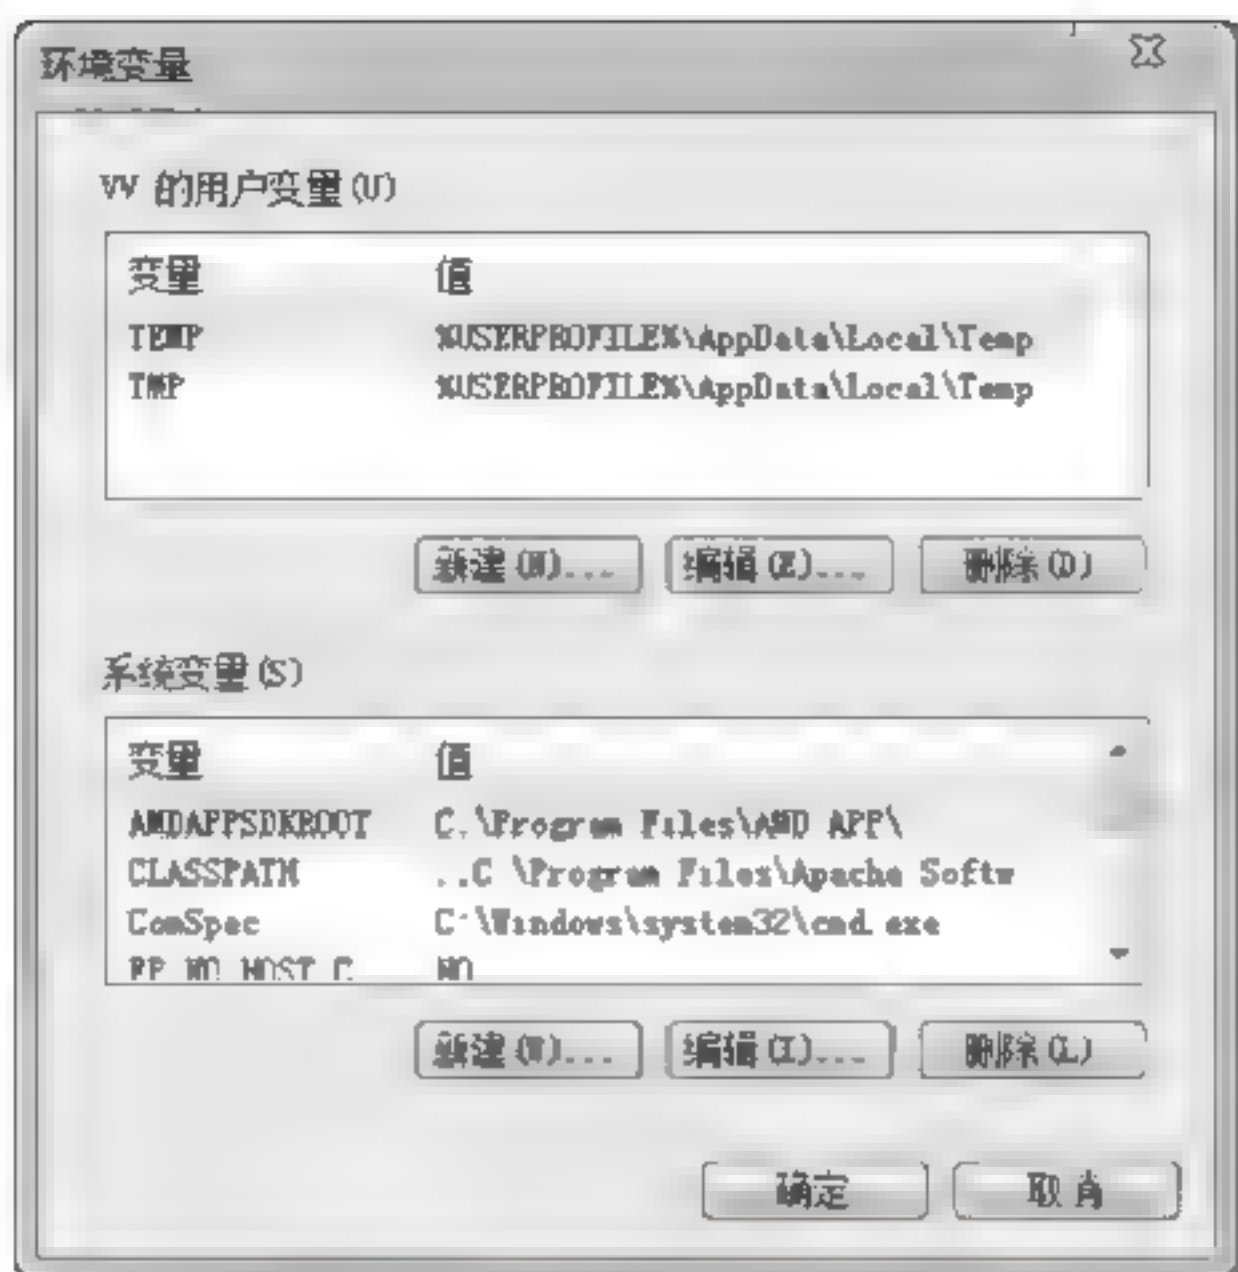 环境变量
VV 的用户变量(U)
变量 值
TEMP %USERPROFILE%\AppData\Local\Temp
TMP %USERPROFILE%\AppData\Local\Temp
新建(N)... 编辑(E)... 删除(D)
系统变量(S)
变量 值
AMDAPPSDKROOT C:\Program Files\AMD APP\
CLASSPATH .;C:\Program Files\Apache Softw
ComSpec C:\Windows\system32\cmd.exe
FP_NO_HOST_C NO
新建(W)... 编辑(I)... 删除(L)
确定 取消